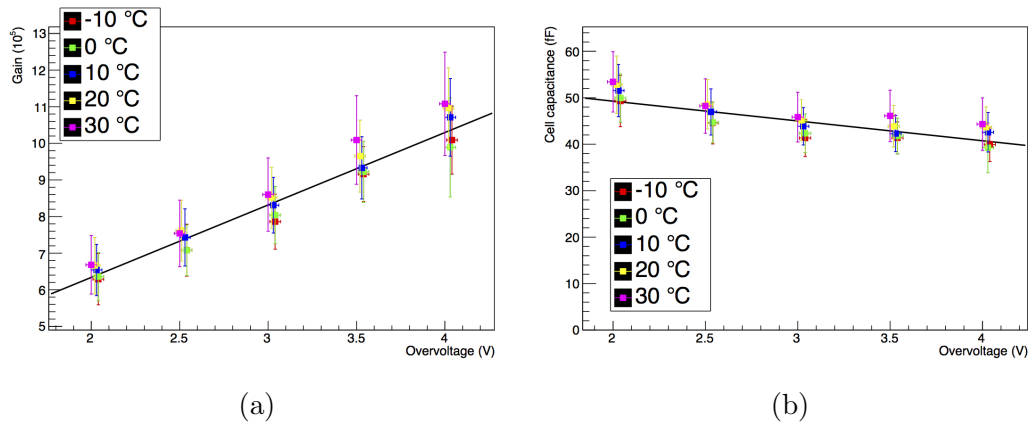 Gain (10⁵)
13
12
11
10
9
8
7
6
5
-10 °C
0 °C
10 °C
20 °C
30 °C
2
2.5
3
3.5
4
Overvoltage (V)
(a)
Cell capacitance (fF)
60
50
40
30
20
10
0
-10 °C
0 °C
10 °C
20 °C
30 °C
2
2.5
3
3.5
4
Overvoltage (V)
(b)